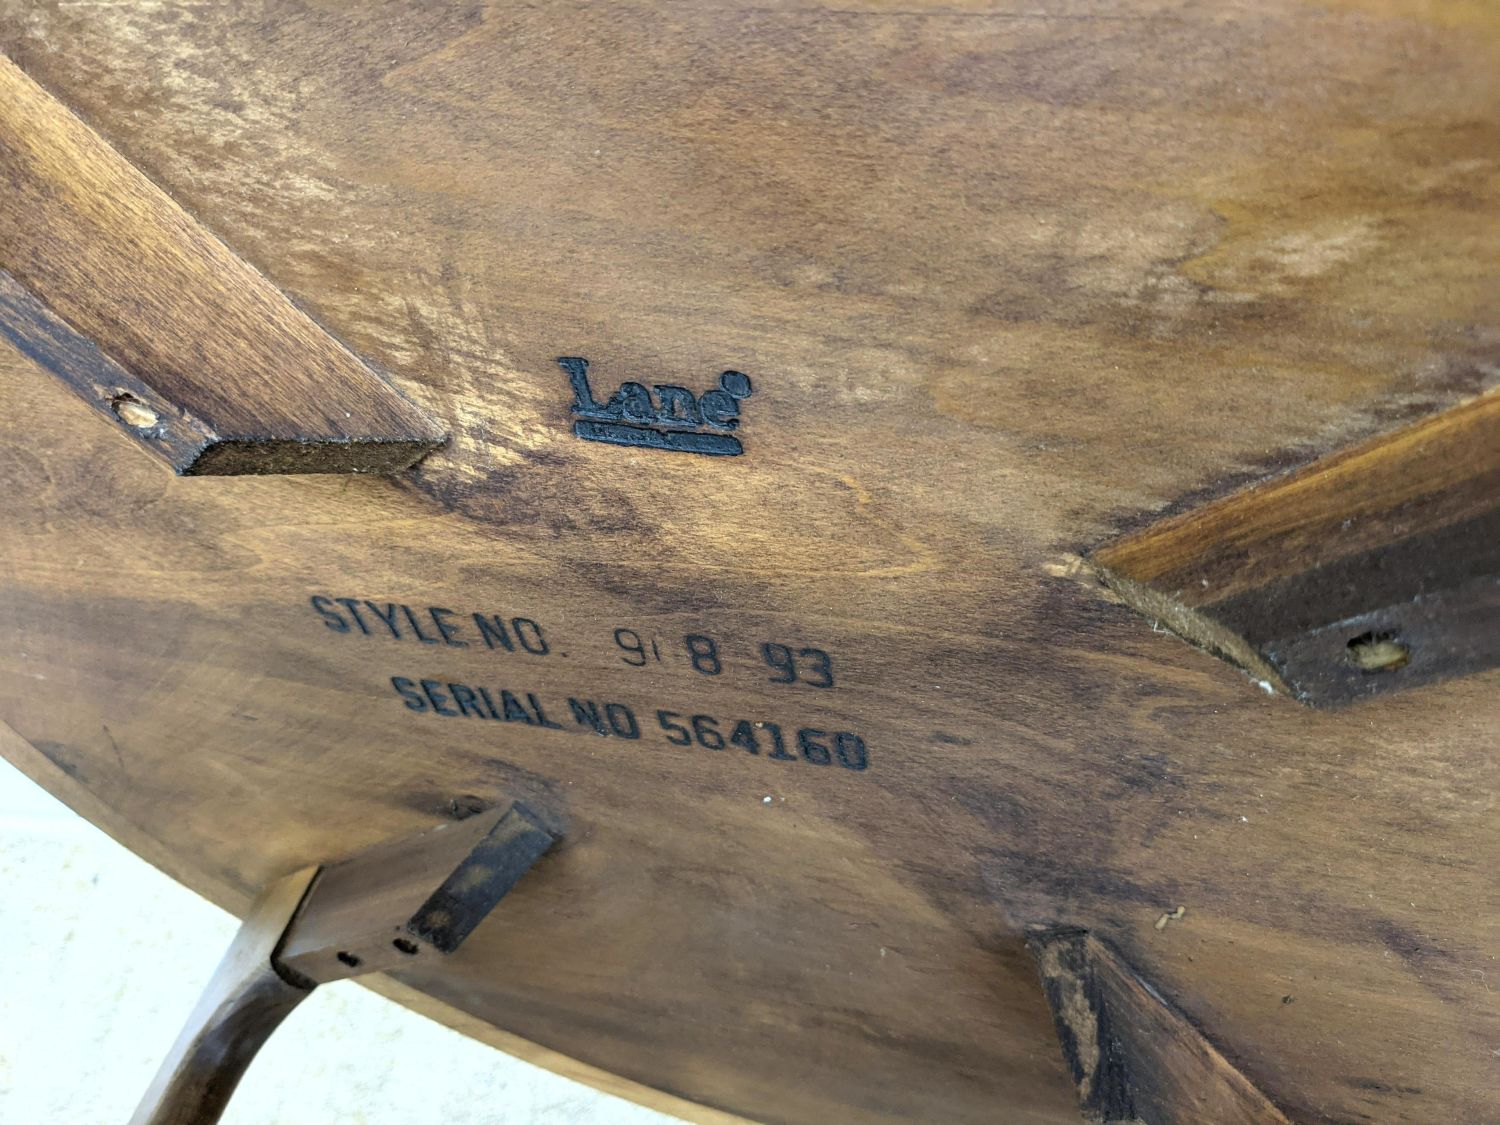 Lane
STYLE NO. 918 93
SERIAL NO 564160